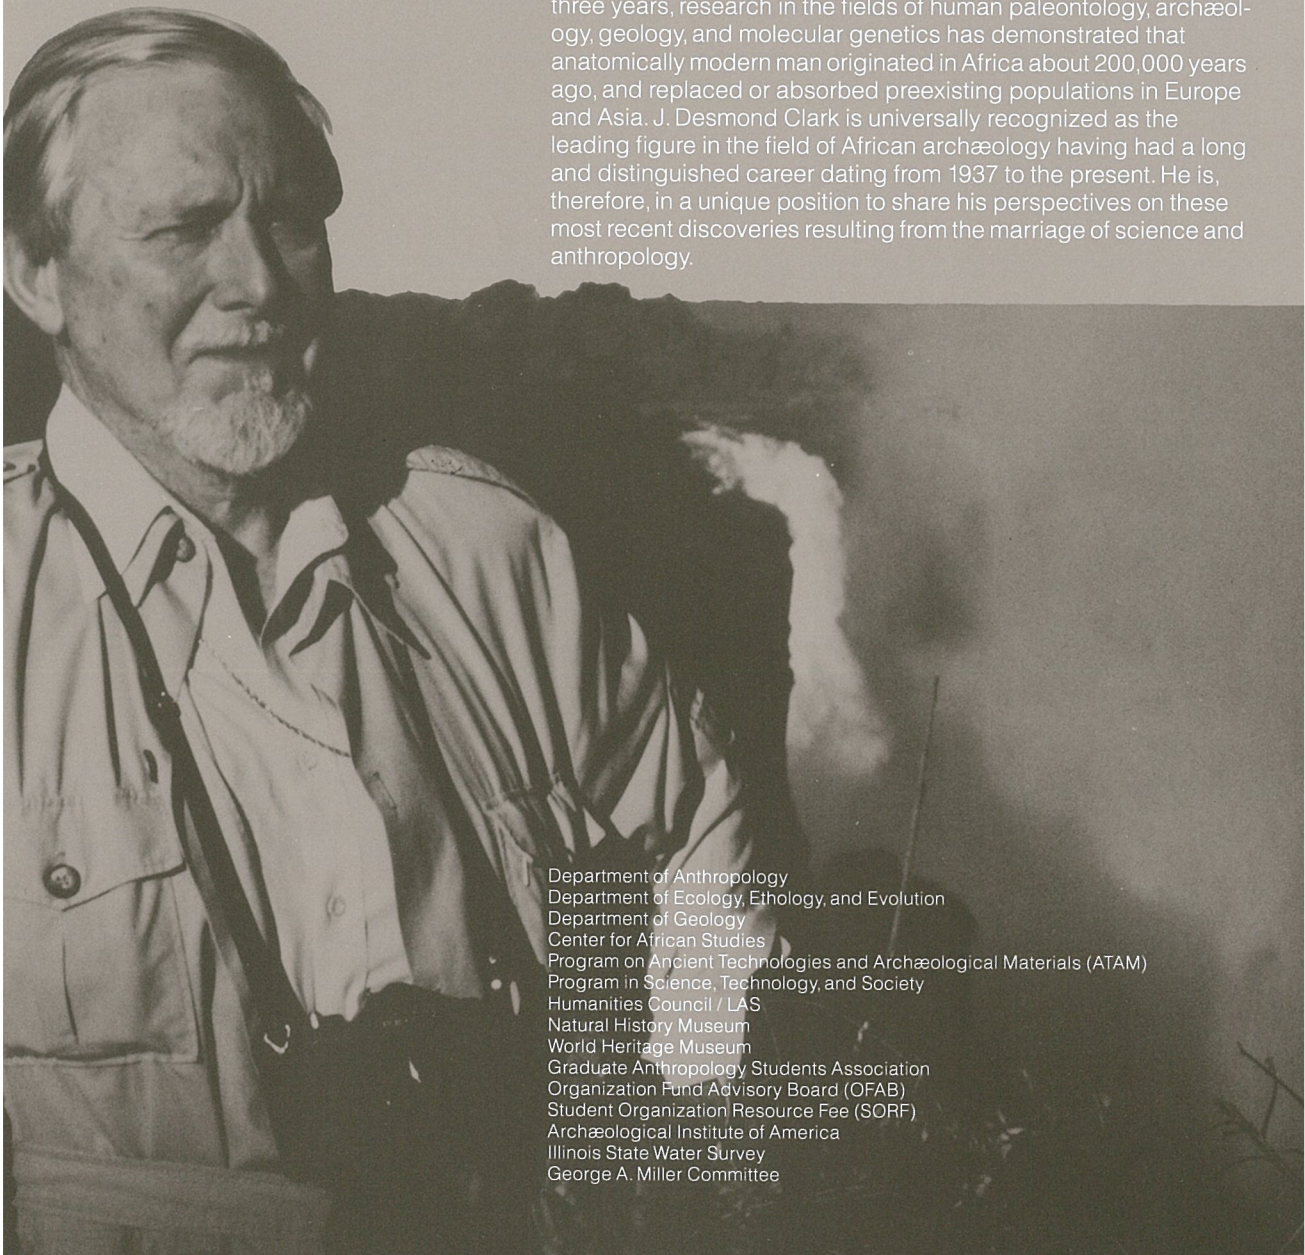 three years, research in the fields of human paleontology, archæol-
ogy, geology, and molecular genetics has demonstrated that
anatomically modern man originated in Africa about 200,000 years
ago, and replaced or absorbed preexisting populations in Europe
and Asia. J. Desmond Clark is universally recognized as the
leading figure in the field of African archæology having had a long
and distinguished career dating from 1937 to the present. He is,
therefore, in a unique position to share his perspectives on these
most recent discoveries resulting from the marriage of science and
anthropology.
Department of Anthropology
Department of Ecology, Ethology, and Evolution
Department of Geology
Center for African Studies
Program on Ancient Technologies and Archæological Materials (ATAM)
Program in Science, Technology, and Society
Humanities Council / LAS
Natural History Museum
World Heritage Museum
Graduate Anthropology Students Association
Organization Fund Advisory Board (OFAB)
Student Organization Resource Fee (SORF)
Archæological Institute of America
Illinois State Water Survey
George A. Miller Committee